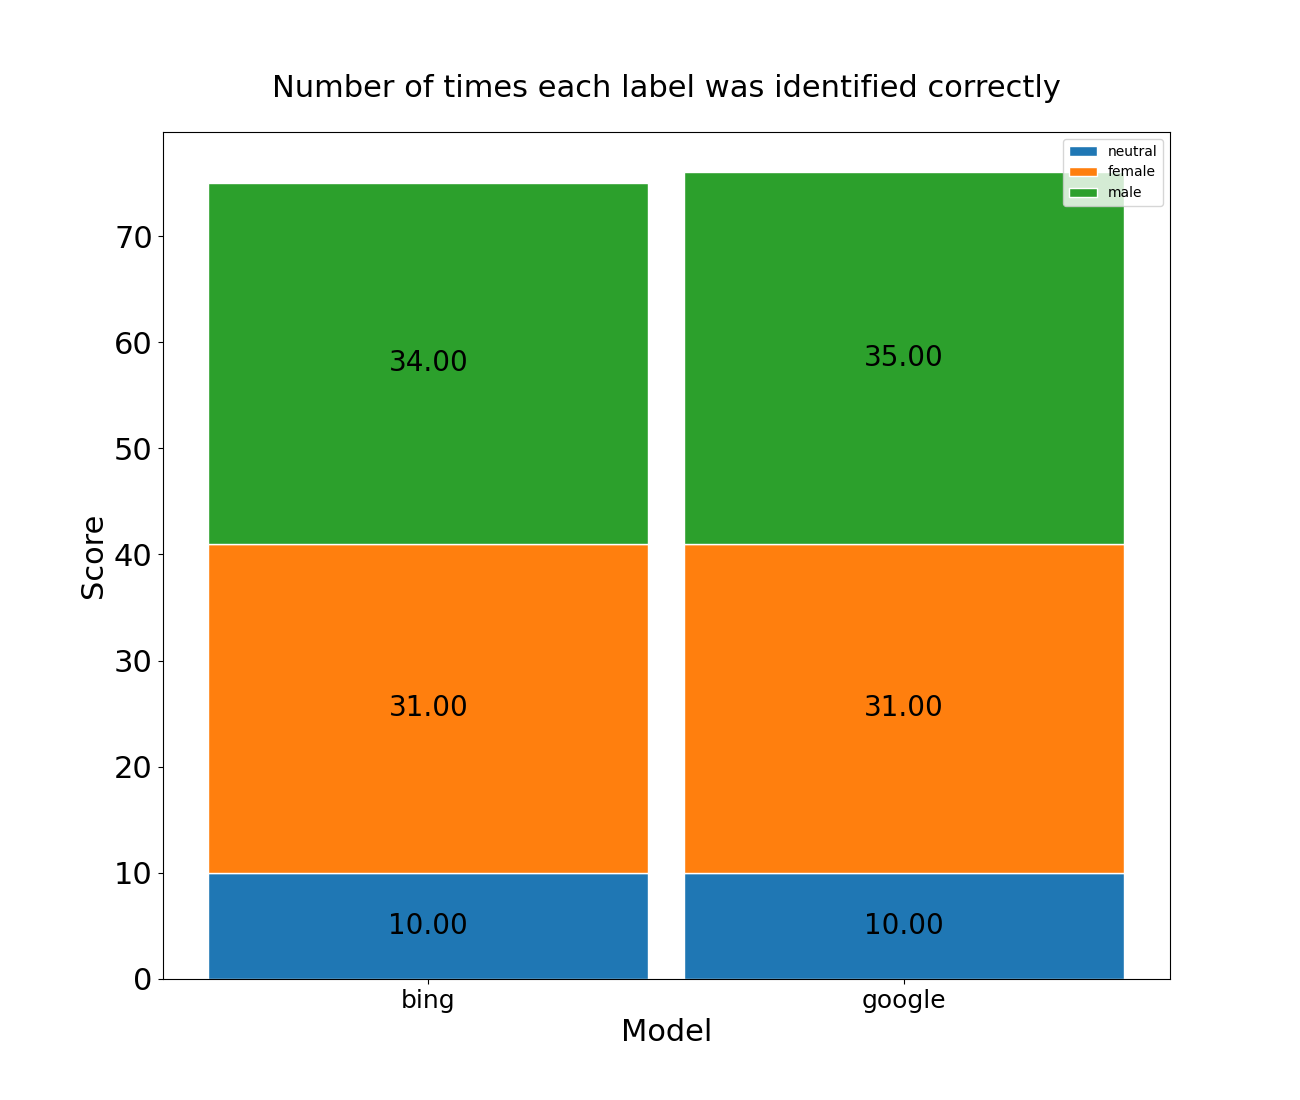 Number of times each label was identified correctly
neutral
female
male
70
60
50
40
30
20
10
0
Score
34.00
35.00
31.00
31.00
10.00
10.00
bing
google
Model